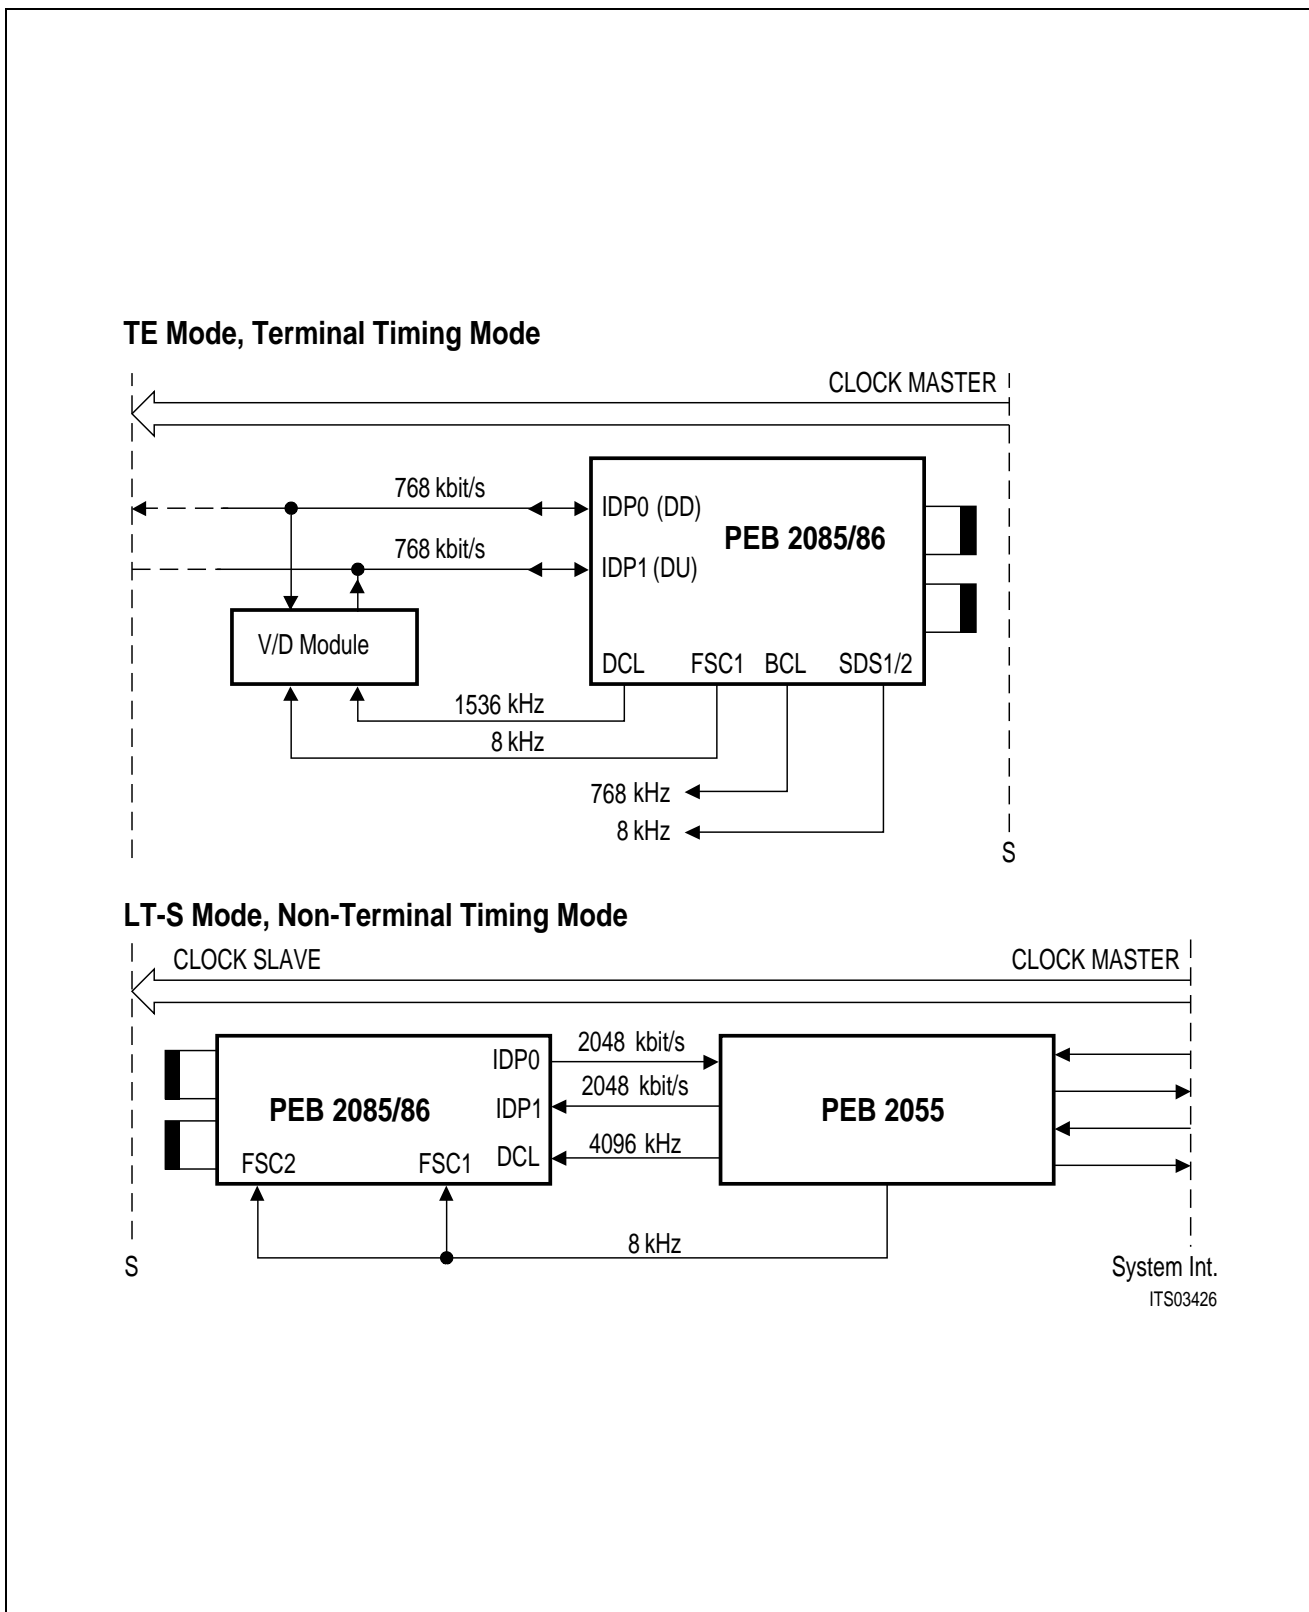 TE Mode, Terminal Timing Mode
CLOCK MASTER
768 kbit/s
IDP0 (DD)
PEB 2085/86
768 kbit/s
IDP1 (DU)
V/D Module
DCL FSC1 BCL SDS1/2
1536 kHz
8 kHz
768 kHz
8 kHz
S
LT-S Mode, Non-Terminal Timing Mode
CLOCK SLAVE CLOCK MASTER
IDP0 2048 kbit/s
2048 kbit/s
PEB 2085/86 IDP1 PEB 2055
4096 kHz
FSC2 FSC1 DCL
8 kHz
S System Int.
ITS03426